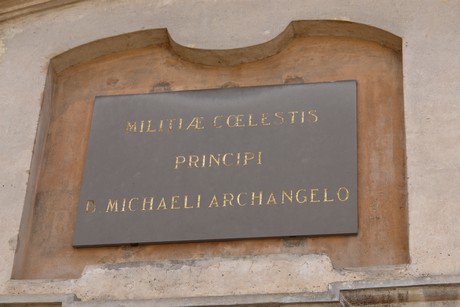 MILITIÆ CŒLESTIS
PRINCIPI
D MICHAELI ARCHANGELO